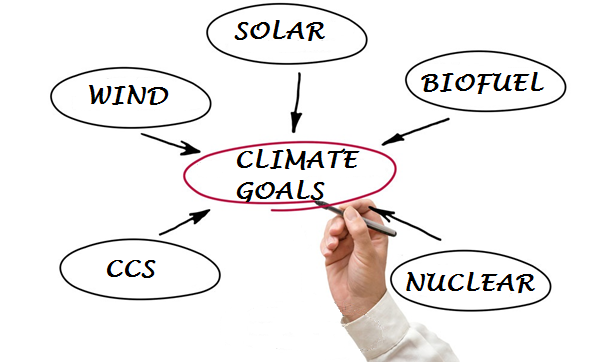 SOLAR
WIND
BIOFUEL
CLIMATE
GOALS
CCS
NUCLEAR